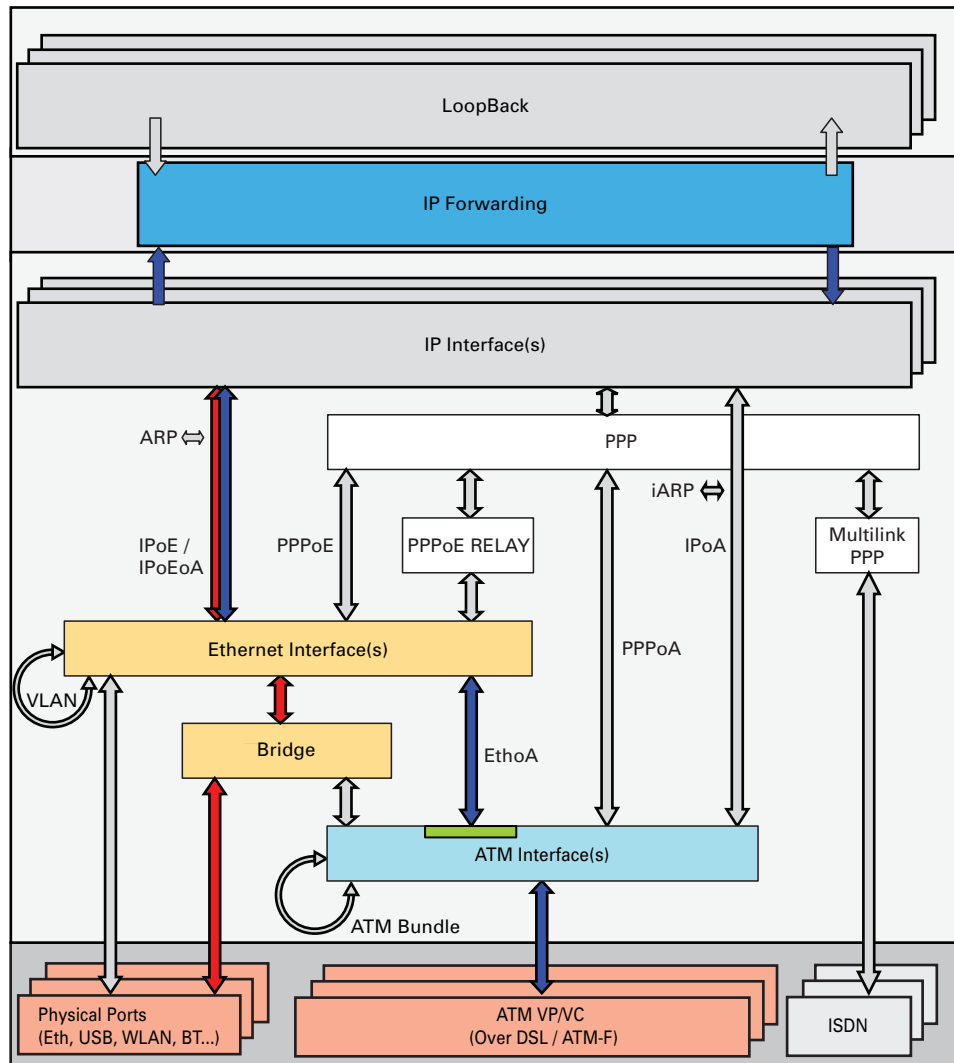 LoopBack
IP Forwarding
IP Interface(s)
ARP
PPP
iARP
IPoE /
IPoEoA
PPPoE
PPPoE RELAY
IPoA
Multilink
PPP
Ethernet Interface(s)
PPPoA
VLAN
Bridge
EthoA
ATM Interface(s)
ATM Bundle
Physical Ports
(Eth, USB, WLAN, BT...)
ATM VP/VC
(Over DSL / ATM-F)
ISDN